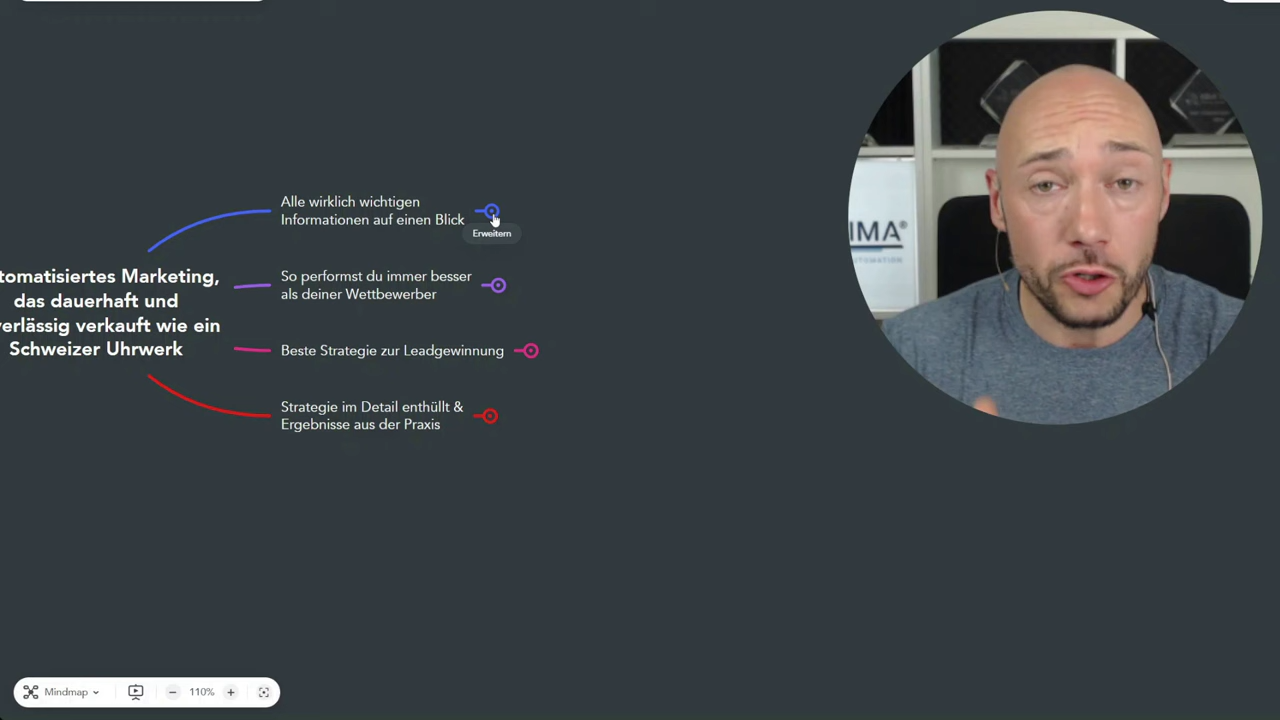 Alle wirklich wichtigen
Informationen auf einen Blick
Erweitern
So performst du immer besser
als deiner Wettbewerber
tomatisiertes Marketing,
das dauerhaft und
erlässig verkauft wie ein
Schweizer Uhrwerk
Beste Strategie zur Leadgewinnung
Strategie im Detail enthüllt &
Ergebnisse aus der Praxis
IMA®
AUTOMATION
Mindmap
110%